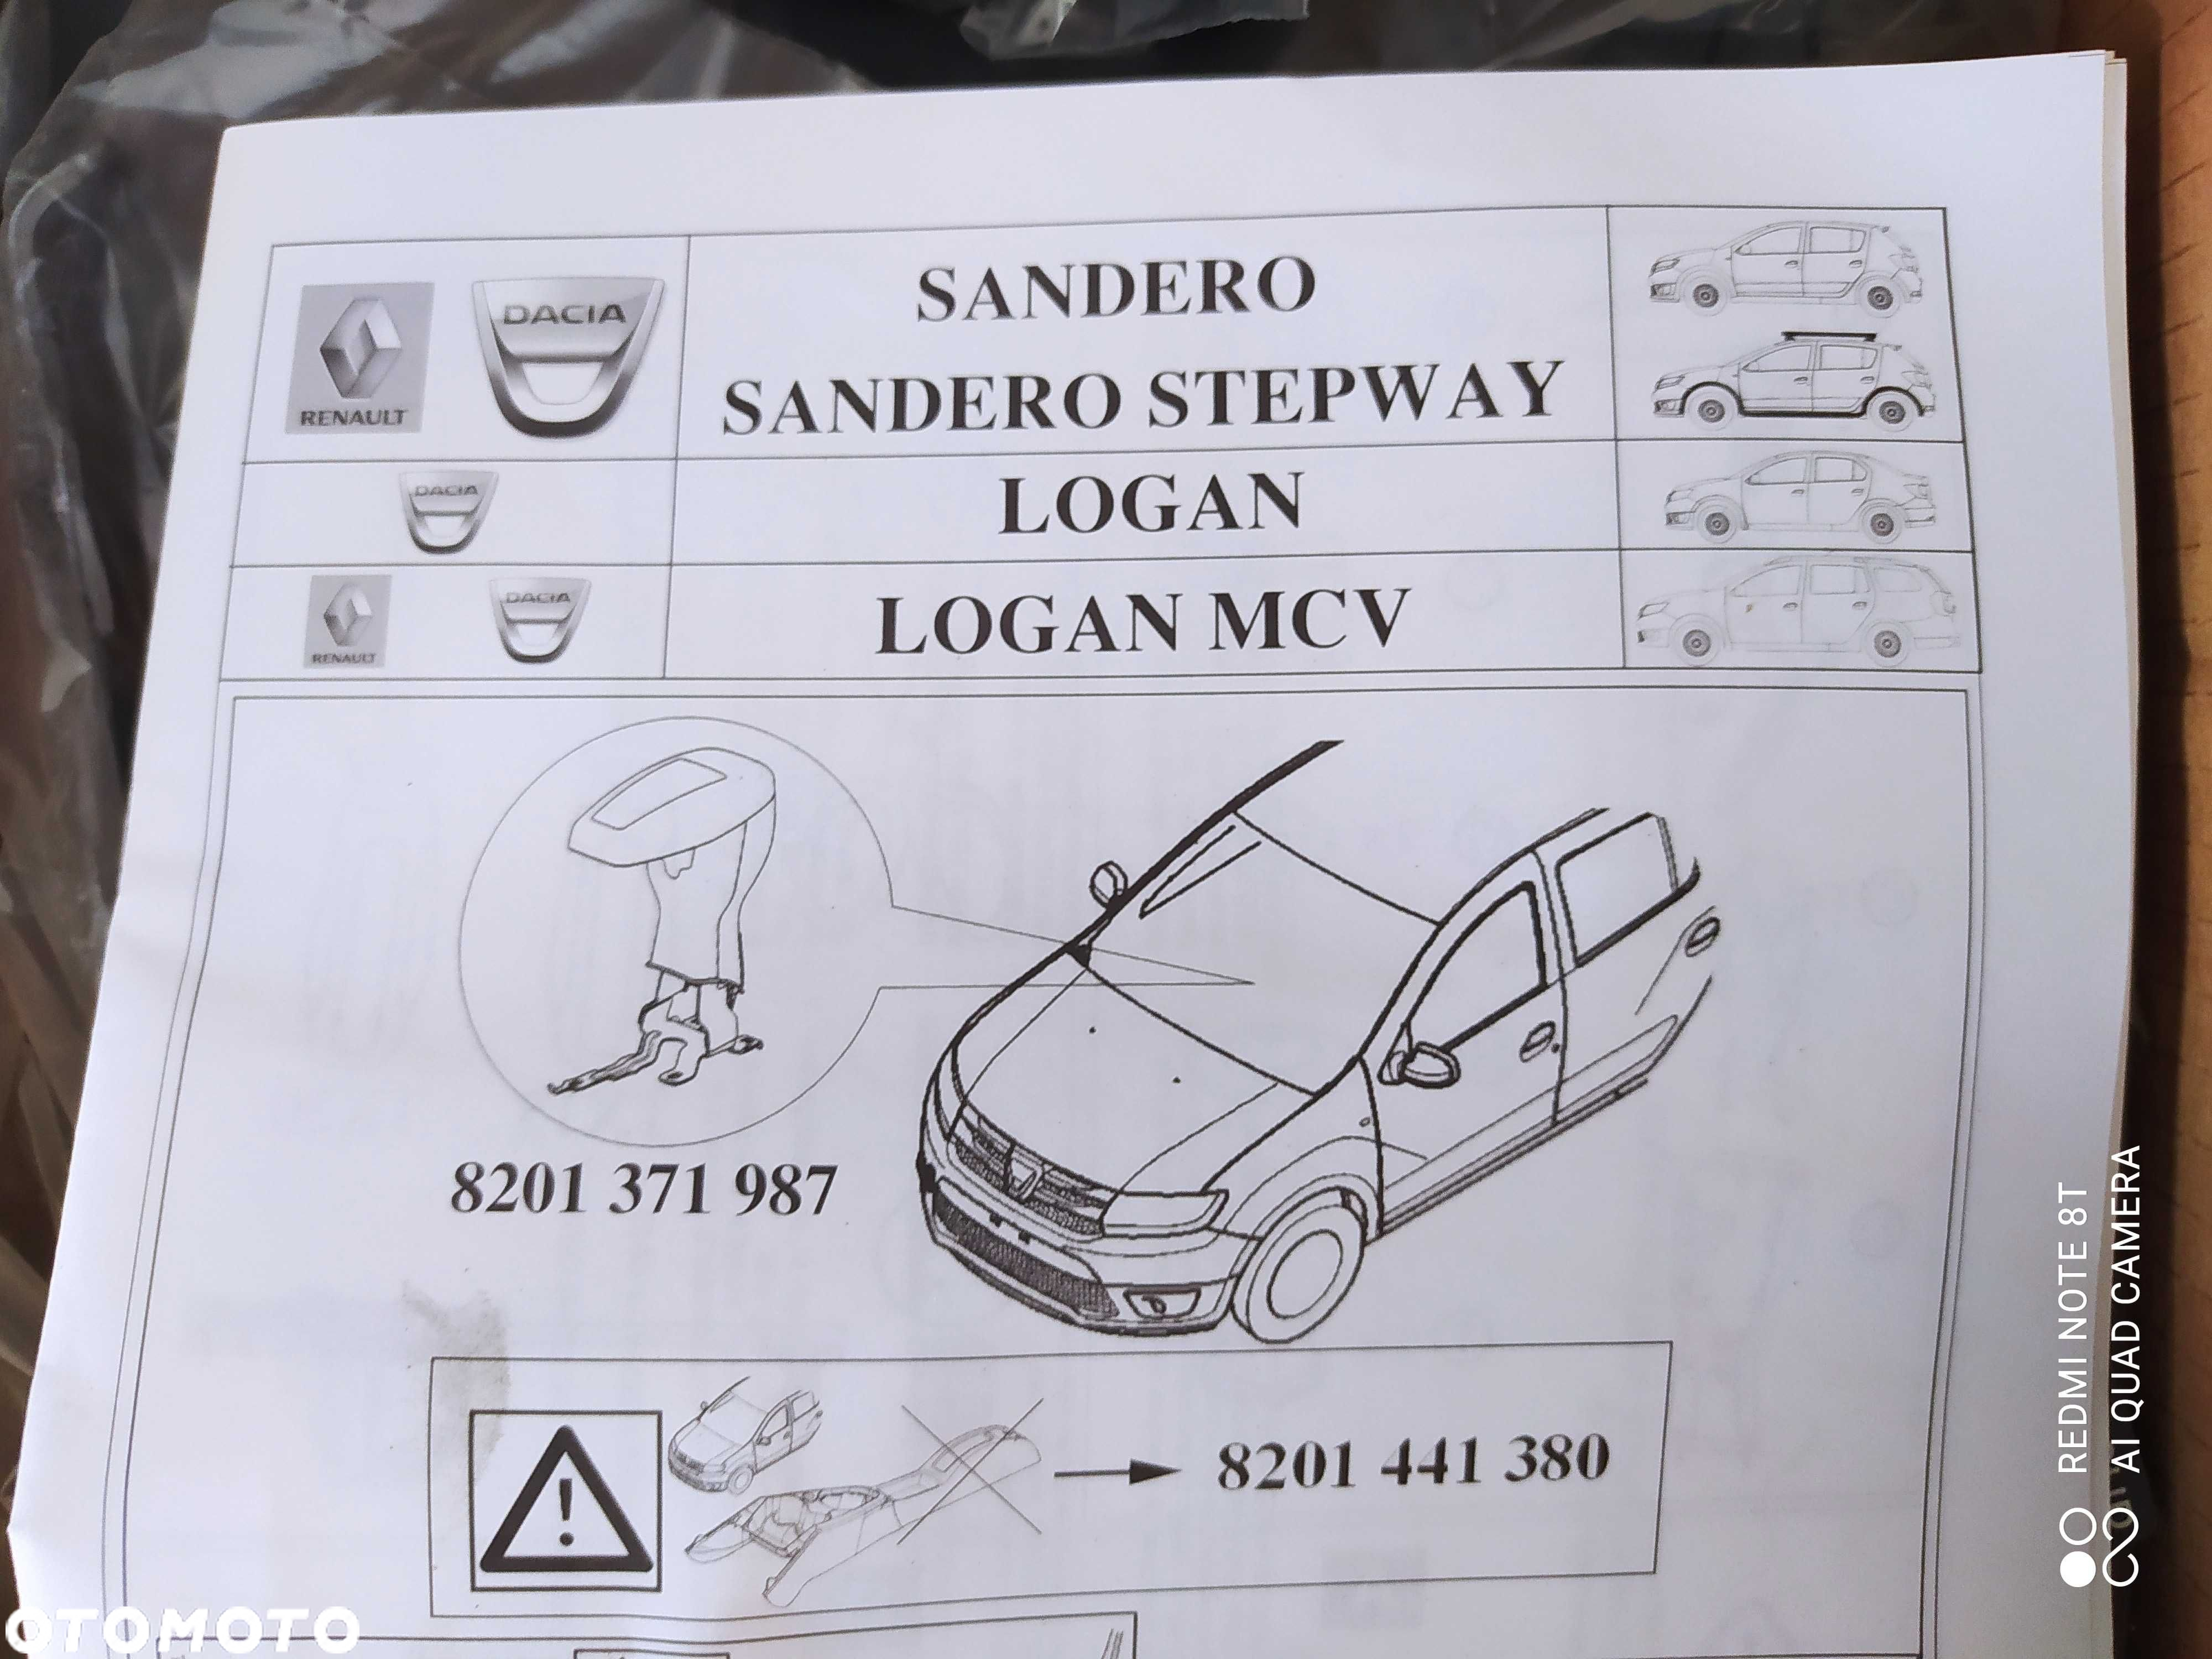 DACIA
RENAULT
SANDERO
SANDERO STEPWAY
DACIA
LOGAN
RENAULT
DACIA
LOGAN MCV
8201 371 987
!
8201 441 380
REDMI NOTE 8T
AI QUAD CAMERA
OTOMOTO